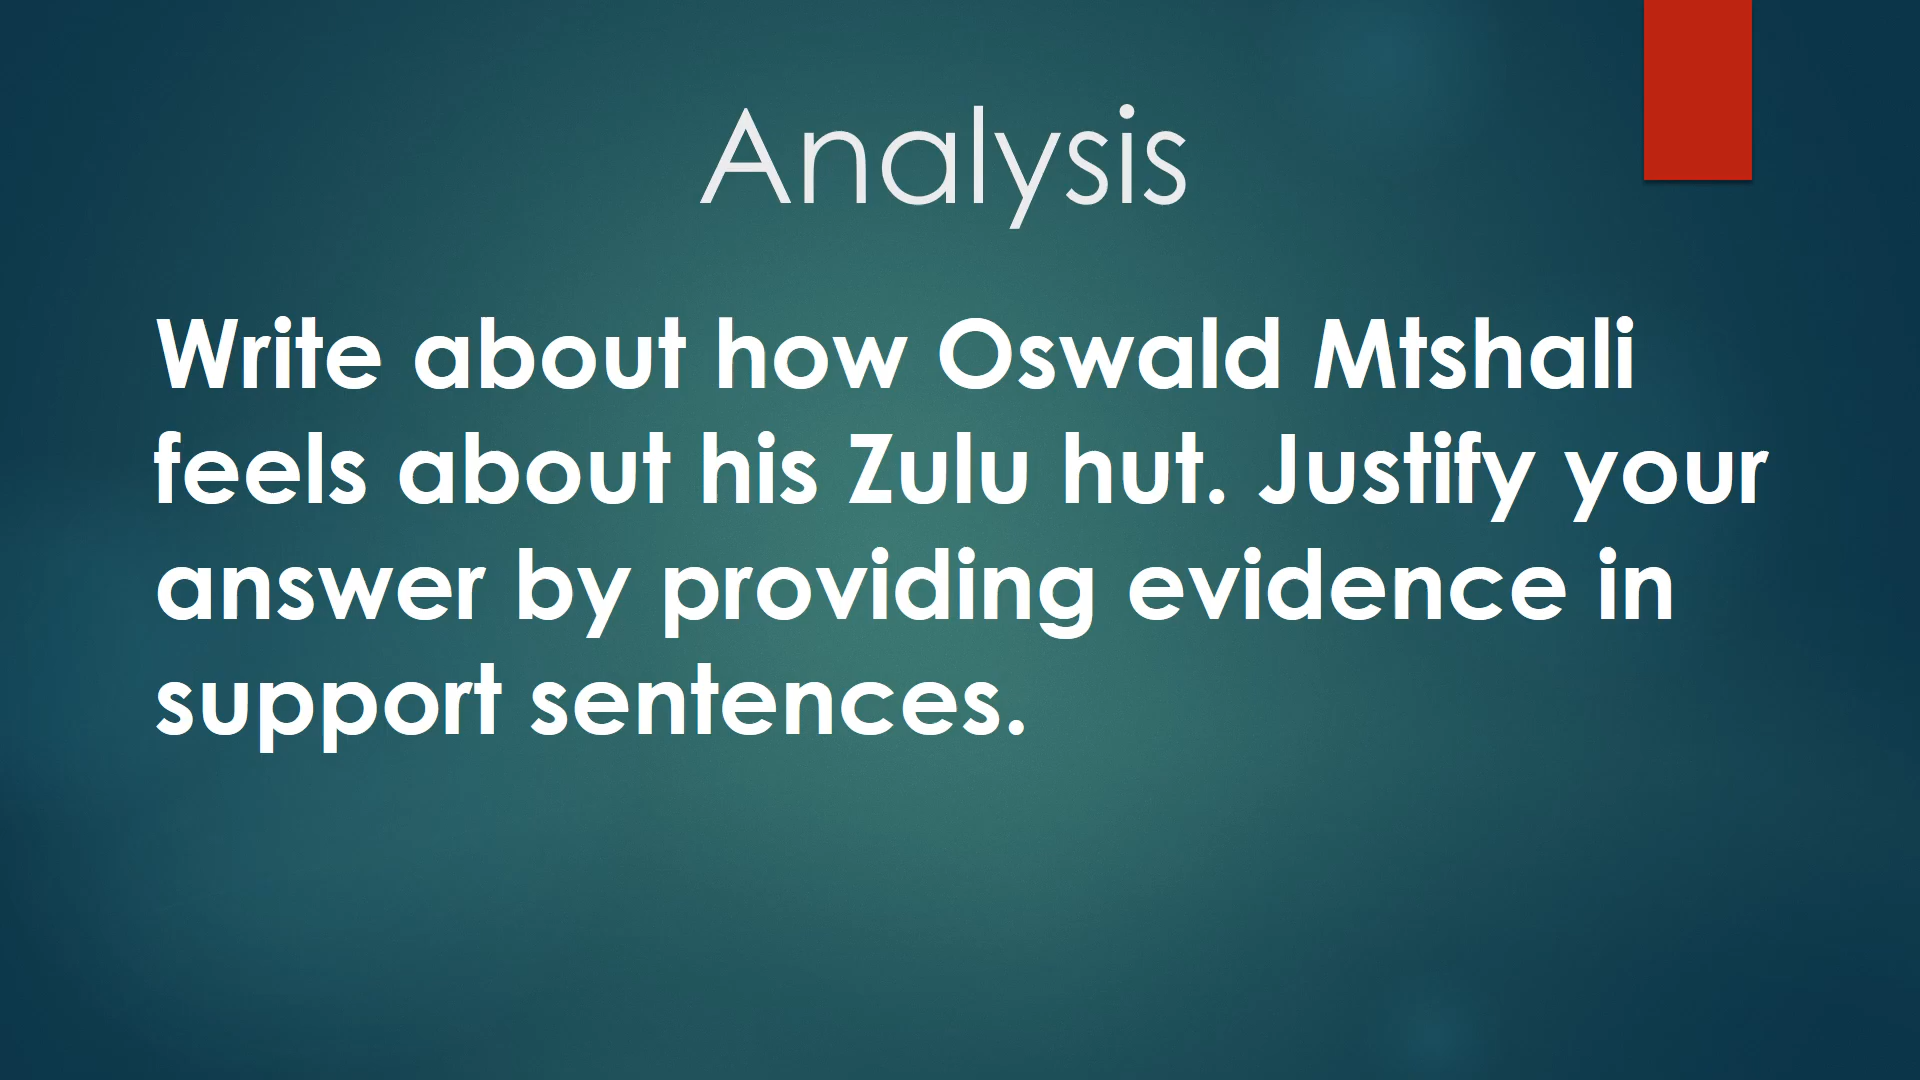 Analysis
Write about how Oswald Mtshali
feels about his Zulu hut. Justify your
answer by providing evidence in
support sentences.